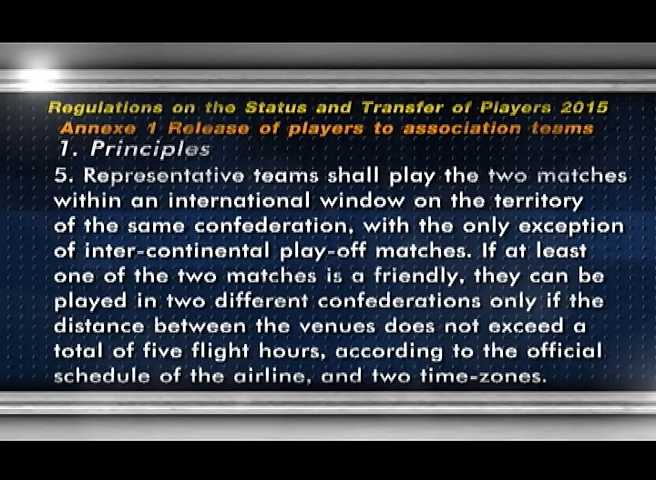 Regulations on the Status and Transfer of Players 2015
Annexe 1 Release of players to association teams
1. Principles
5. Representative teams shall play the two matches
within an international window on the territory
of the same confederation, with the only exception
of inter-continental play-off matches. If at least
one of the two matches is a friendly, they can be
played in two different confederations only if the
distance between the venues does not exceed a
total of five flight hours, according to the official
schedule of the airline, and two time-zones.